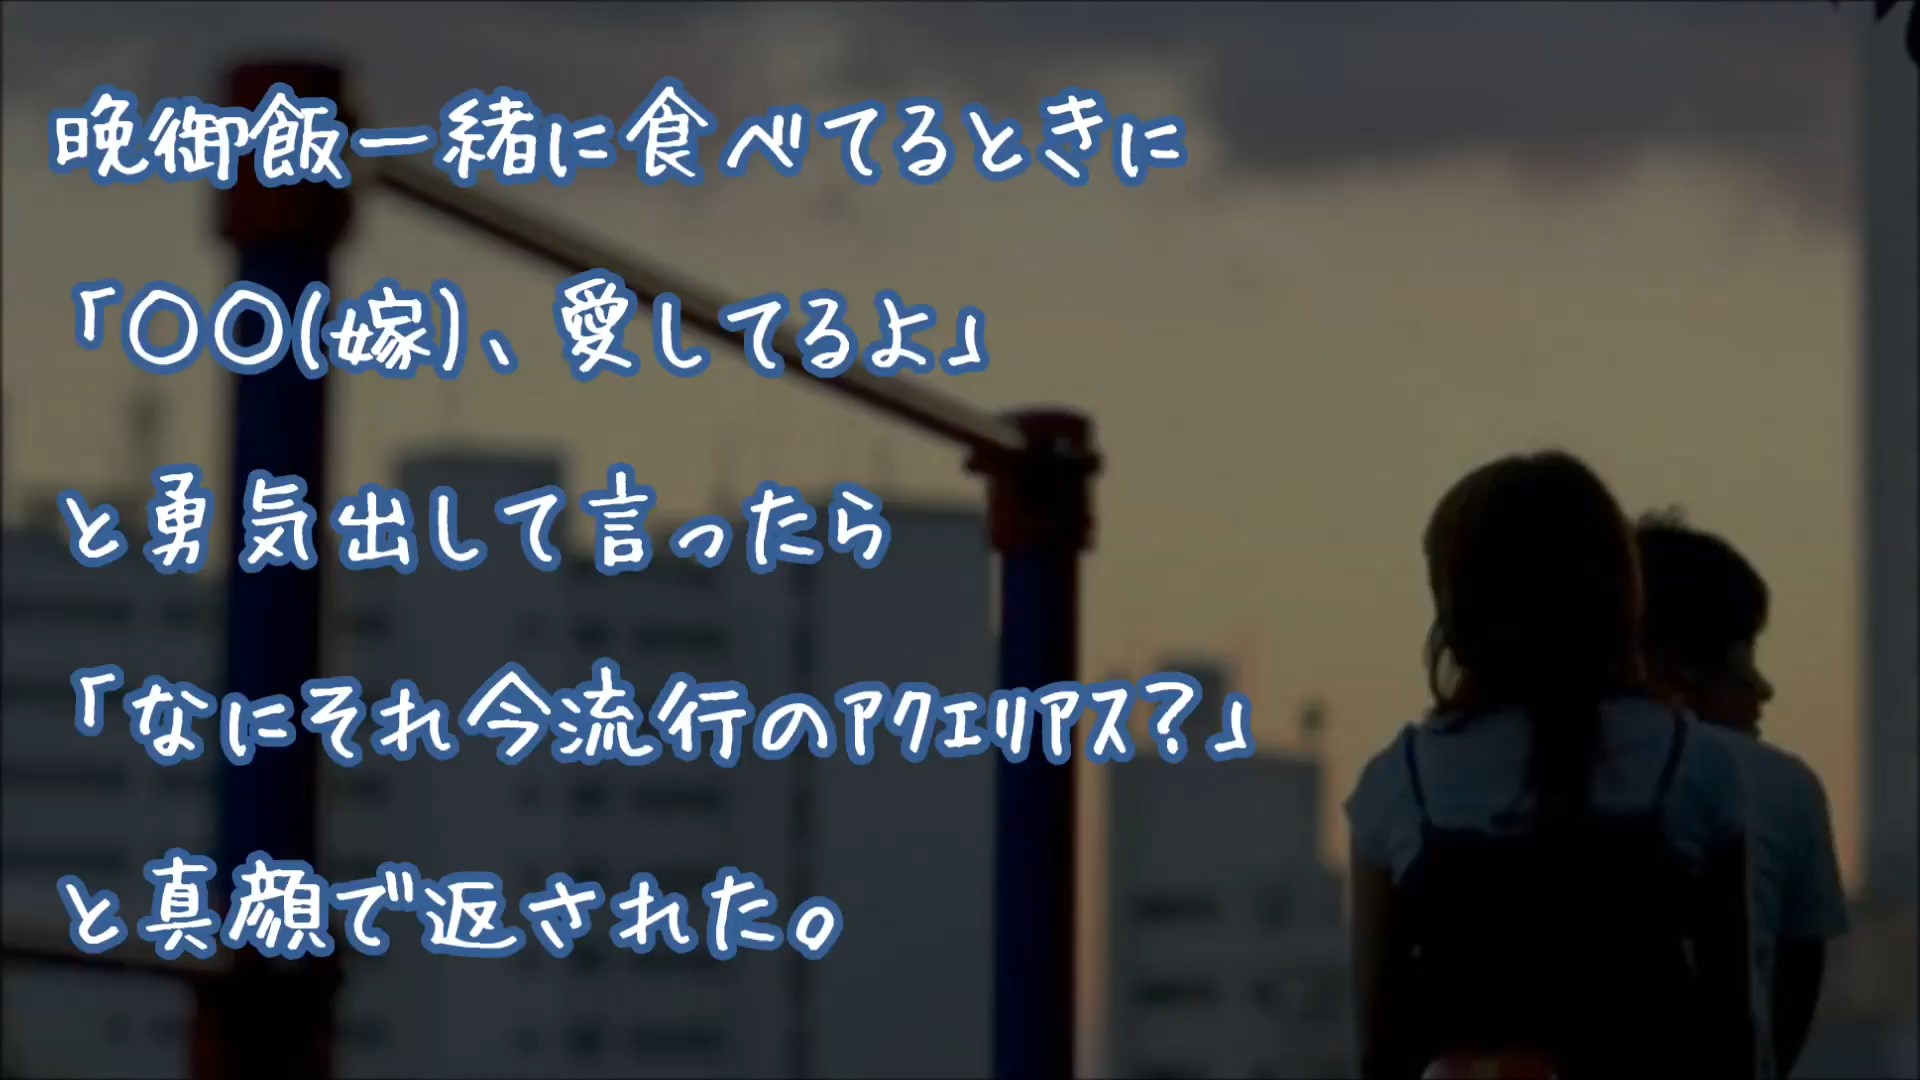 晩御飯一緒に食べてるときに
「○○(嫁)、愛してるよ」
と勇気出して言ったら
「なにそれ今流行のｱｸｴﾘｱｽ？」
と真顔で返された。